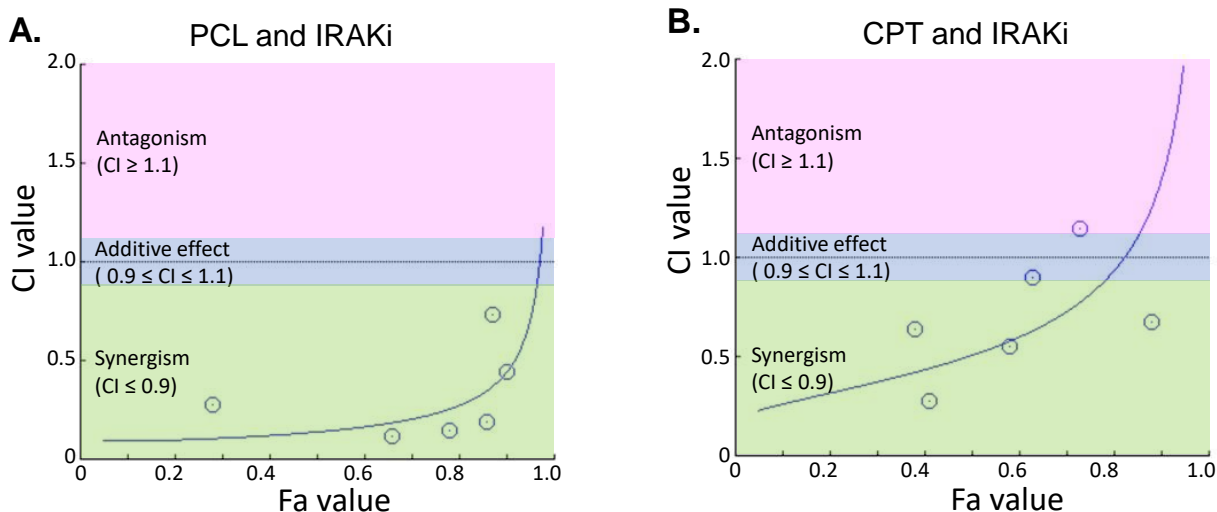 A.
PCL and IRAKi
2.0
1.5
1.0
0.5
0
CI value
Antagonism
(CI ≥ 1.1)
Additive effect
( 0.9 ≤ CI ≤ 1.1)
Synergism
(CI ≤ 0.9)
0 0.2 0.4 0.6 0.8 1.0
Fa value
B.
CPT and IRAKi
2.0
1.5
1.0
0.5
0
CI value
Antagonism
(CI ≥ 1.1)
Additive effect
( 0.9 ≤ CI ≤ 1.1)
Synergism
(CI ≤ 0.9)
0 0.2 0.4 0.6 0.8 1.0
Fa value